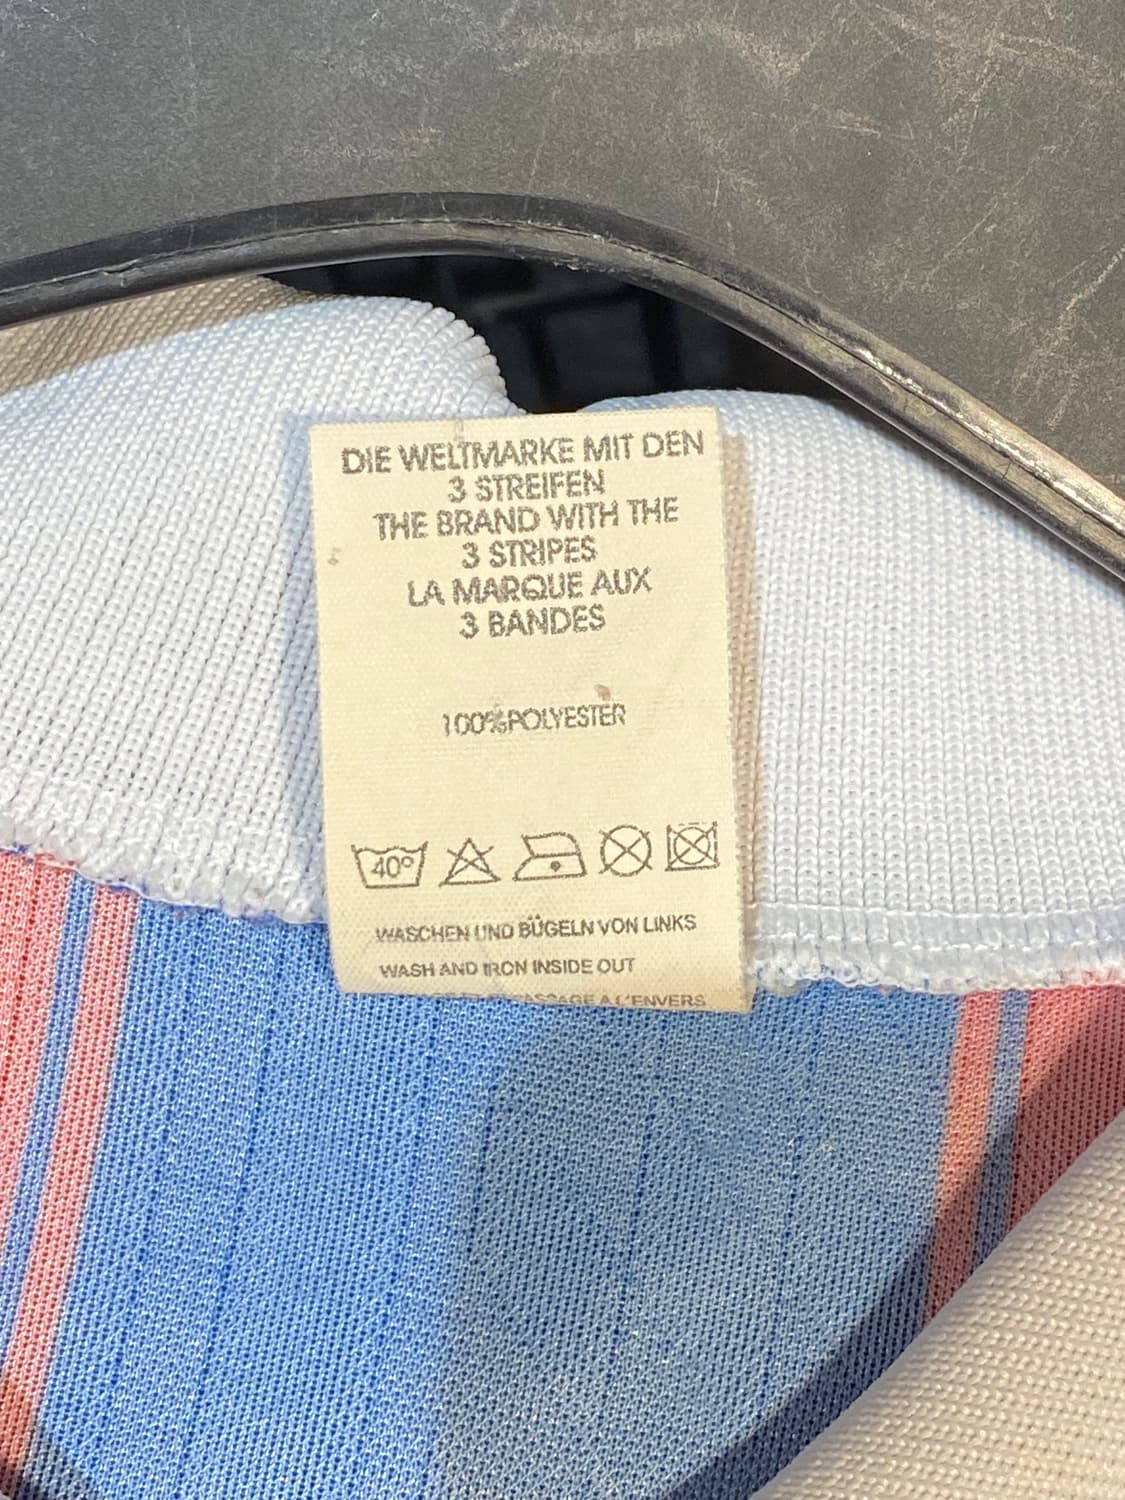 DIE WELTMARKE MIT DEN
3 STREIFEN
THE BRAND WITH THE
3 STRIPES
LA MARQUE AUX
3 BANDES
100%POLYESTER
40°
WASCHEN UND BÜGELN VON LINKS
WASH AND IRON INSIDE OUT
A L'ENVERS